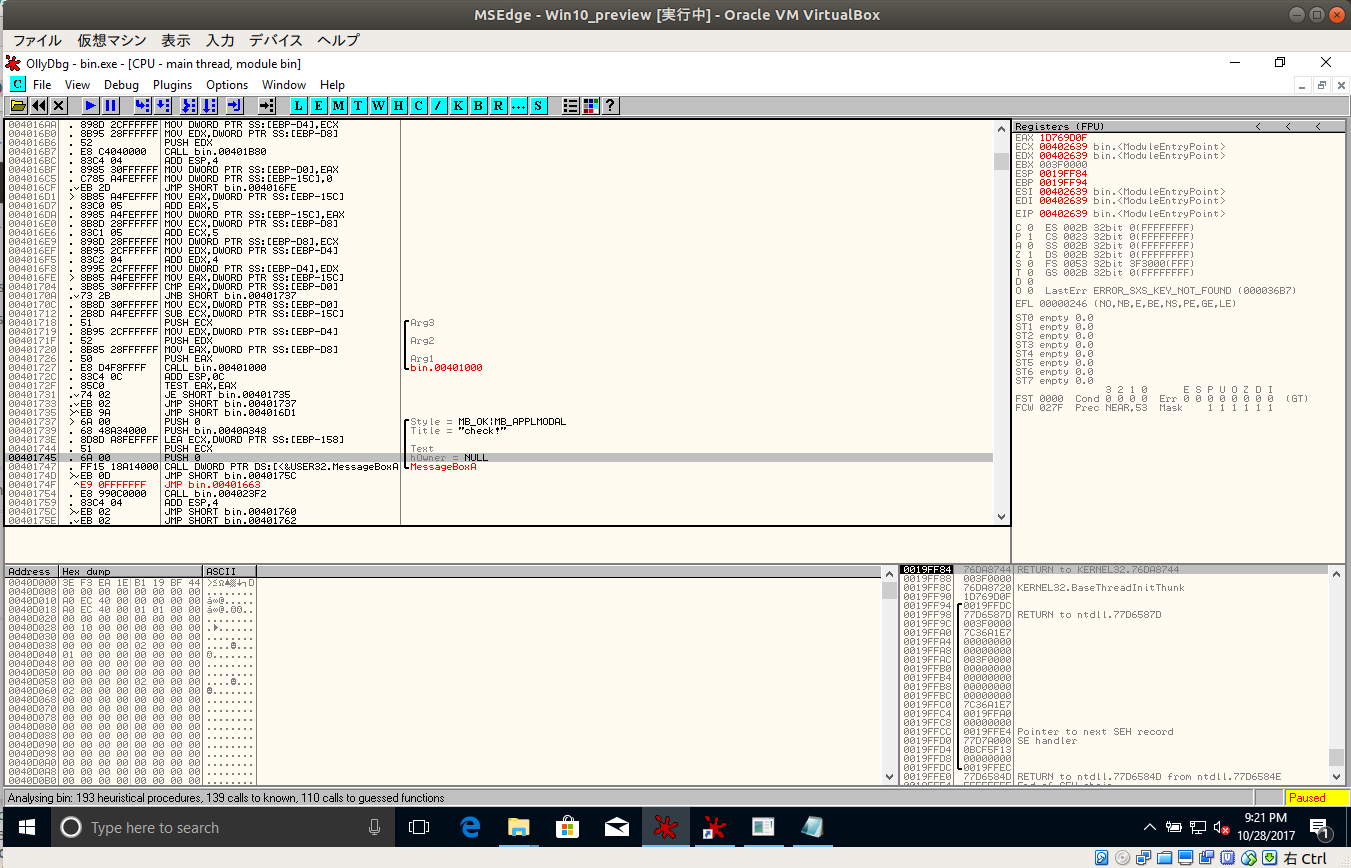 MSEdge - Win10_preview [実行中] - Oracle VM VirtualBox
ファイル 仮想マシン 表示 入力 デバイス ヘルプ
OllyDbg - bin.exe - [CPU - main thread, module bin]
C File View Debug Plugins Options Window Help
L E M T W H C / K B R ... S ?
004016AA . 898D 2CFFFFFF MOV DWORD PTR SS:[EBP-D4],ECX
004016B0 . 8B95 28FFFFFF MOV EDX,DWORD PTR SS:[EBP-D8]
004016B6 . 52 PUSH EDX
004016B7 . E8 C4040000 CALL bin.00401B80
004016BC . 83C4 04 ADD ESP,4
004016BF . 8985 30FFFFFF MOV DWORD PTR SS:[EBP-D0],EAX
004016C5 . C785 A4FEFFFF MOV DWORD PTR SS:[EBP-15C],0
004016CF .vEB 2D JMP SHORT bin.004016FE
004016D1 > 8B85 A4FEFFFF MOV EAX,DWORD PTR SS:[EBP-15C]
004016D7 . 83C0 05 ADD EAX,5
004016DA . 8985 A4FEFFFF MOV DWORD PTR SS:[EBP-15C],EAX
004016E0 . 8B8D 28FFFFFF MOV ECX,DWORD PTR SS:[EBP-D8]
004016E6 . 83C1 05 ADD ECX,5
004016E9 . 898D 28FFFFFF MOV DWORD PTR SS:[EBP-D8],ECX
004016EF . 8B95 2CFFFFFF MOV EDX,DWORD PTR SS:[EBP-D4]
004016F5 . 83C2 04 ADD EDX,4
004016F8 . 8995 2CFFFFFF MOV DWORD PTR SS:[EBP-D4],EDX
004016FE > 8B85 A4FEFFFF MOV EAX,DWORD PTR SS:[EBP-15C]
00401704 . 3B85 30FFFFFF CMP EAX,DWORD PTR SS:[EBP-D0]
0040170A .v73 2B JNB SHORT bin.00401737
0040170C . 8B8D 30FFFFFF MOV ECX,DWORD PTR SS:[EBP-D0]
00401712 . 2B8D A4FEFFFF SUB ECX,DWORD PTR SS:[EBP-15C]
00401718 . 51 PUSH ECX Arg3
00401719 . 8B95 2CFFFFFF MOV EDX,DWORD PTR SS:[EBP-D4]
0040171F . 52 PUSH EDX Arg2
00401720 . 8B85 28FFFFFF MOV EAX,DWORD PTR SS:[EBP-D8]
00401726 . 50 PUSH EAX Arg1
00401727 . E8 D4F8FFFF CALL bin.00401000 bin.00401000
0040172C . 83C4 0C ADD ESP,0C
0040172F . 85C0 TEST EAX,EAX
00401731 .v74 02 JE SHORT bin.00401735
00401733 .vEB 02 JMP SHORT bin.00401737
00401735 >^EB 9A JMP SHORT bin.004016D1
00401737 > 6A 00 PUSH 0 Style = MB_OK|MB_APPLMODAL
00401739 . 68 48A34000 PUSH bin.0040A348 Title = "check!"
0040173E . 8D8D A8FEFFFF LEA ECX,DWORD PTR SS:[EBP-158]
00401744 . 51 PUSH ECX Text
00401745 . 6A 00 PUSH 0 hOwner = NULL
00401747 . FF15 18A14000 CALL DWORD PTR DS:[<&USER32.MessageBoxA MessageBoxA
0040174D >vEB 0D JMP SHORT bin.0040175C
0040174F ^E9 0FFFFFFF JMP bin.00401663
00401754 . E8 990C0000 CALL bin.004023F2
00401759 . 83C4 04 ADD ESP,4
0040175C >vEB 02 JMP SHORT bin.00401760
0040175E .vEB 02 JMP SHORT bin.00401762
Registers (FPU) < < <
EAX 1D769D0F
ECX 00402639 bin.<ModuleEntryPoint>
EDX 00402639 bin.<ModuleEntryPoint>
EBX 003F0000
ESP 0019FF84
EBP 0019FF94
ESI 00402639 bin.<ModuleEntryPoint>
EDI 00402639 bin.<ModuleEntryPoint>
EIP 00402639 bin.<ModuleEntryPoint>
C 0 ES 002B 32bit 0(FFFFFFFF)
P 1 CS 0023 32bit 0(FFFFFFFF)
A 0 SS 002B 32bit 0(FFFFFFFF)
Z 1 DS 002B 32bit 0(FFFFFFFF)
S 0 FS 0053 32bit 3F3000(FFF)
T 0 GS 002B 32bit 0(FFFFFFFF)
D 0
O 0 LastErr ERROR_SXS_KEY_NOT_FOUND (000036B7)
EFL 00000246 (NO,NB,E,BE,NS,PE,GE,LE)
ST0 empty 0.0
ST1 empty 0.0
ST2 empty 0.0
ST3 empty 0.0
ST4 empty 0.0
ST5 empty 0.0
ST6 empty 0.0
ST7 empty 0.0
3 2 1 0 E S P U O Z D I
FST 0000 Cond 0 0 0 0 Err 0 0 0 0 0 0 0 0 (GT)
FCW 027F Prec NEAR,53 Mask 1 1 1 1 1 1
Address Hex dump ASCII
0040D000 3E F3 EA 1E B1 19 BF 44
0040D008 00 00 00 00 00 00 00 00 ........
0040D010 A0 EC 40 00 00 00 00 00
0040D018 A0 EC 40 00 01 01 00 00
0040D020 00 00 00 00 00 00 00 00 ........
0040D028 00 10 00 00 00 00 00 00
0040D030 00 00 00 00 00 00 00 00 ........
0040D038 00 00 00 00 02 00 00 00
0040D040 01 00 00 00 00 00 00 00
0040D048 00 00 00 00 00 00 00 00 ........
0040D050 00 00 00 00 00 00 00 00 ........
0040D058 00 00 00 00 02 00 00 00
0040D060 02 00 00 00 00 00 00 00
0040D068 00 00 00 00 00 00 00 00 ........
0040D070 00 00 00 00 00 00 00 00 ........
0040D078 00 00 00 00 00 00 00 00 ........
0040D080 00 00 00 00 00 00 00 00 ........
0040D088 00 00 00 00 00 00 00 00 ........
0040D090 00 00 00 00 00 00 00 00 ........
0040D098 00 00 00 00 00 00 00 00 ........
0040D0A0 00 00 00 00 00 00 00 00 ........
0040D0A8 00 00 00 00 00 00 00 00 ........
0040D0B0 00 00 00 00 00 00 00 00 ........
0019FF84 76DA8744 RETURN to KERNEL32.76DA8744
0019FF88 003F0000
0019FF8C 76DA8720 KERNEL32.BaseThreadInitThunk
0019FF90 1D769D0F
0019FF94 0019FFDC
0019FF98 77D6587D RETURN to ntdll.77D6587D
0019FF9C 003F0000
0019FFA0 7C36A1E7
0019FFA4 00000000
0019FFA8 00000000
0019FFAC 003F0000
0019FFB0 00000000
0019FFB4 00000000
0019FFB8 00000000
0019FFBC 00000000
0019FFC0 7C36A1E7
0019FFC4 0019FFA0
0019FFC8 00000000
0019FFCC 0019FFE4 Pointer to next SEH record
0019FFD0 77D7A000 SE handler
0019FFD4 0BCF5F13
0019FFD8 00000000
0019FFDC 0019FFEC
0019FFE0 77D6584D RETURN to ntdll.77D6584D from ntdll.77D6584E
Analysing bin: 193 heuristical procedures, 139 calls to known, 110 calls to guessed functions
Paused
Type here to search
9:21 PM
10/28/2017
1
右 Ctrl